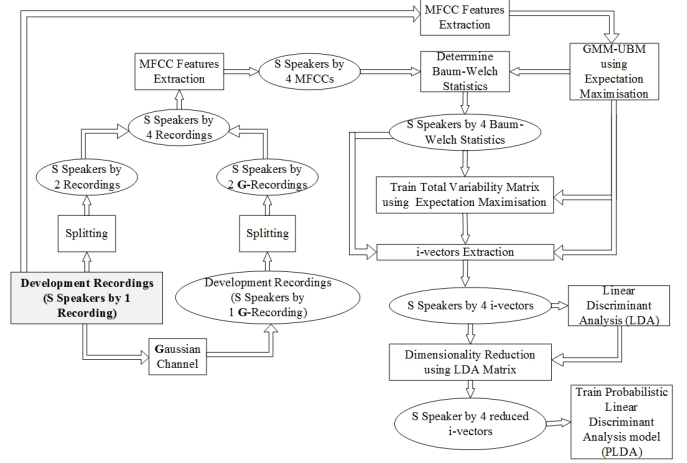 MFCC Features
Extraction
MFCC Features
Extraction
S Speakers by
4 MFCCs
Determine
Baum-Welch
Statistics
GMM-UBM
using
Expectation
Maximisation
S Speakers by
4 Recordings
S Speakers by 4 Baum-
Welch Statistics
S Speakers by
2 Recordings
S Speakers by
2 G-Recordings
Train Total Variability Matrix
using Expectation Maximisation
Splitting
Splitting
i-vectors Extraction
Development Recordings
(S Speakers by 1
Recording)
Development Recordings
(S Speakers by
1 G-Recording)
S Speakers by 4 i-vectors
Linear
Discriminant
Analysis (LDA)
Gaussian
Channel
Dimensionality Reduction
using LDA Matrix
S Speaker by 4 reduced
i-vectors
Train Probabilistic
Linear
Discriminant
Analysis model
(PLDA)